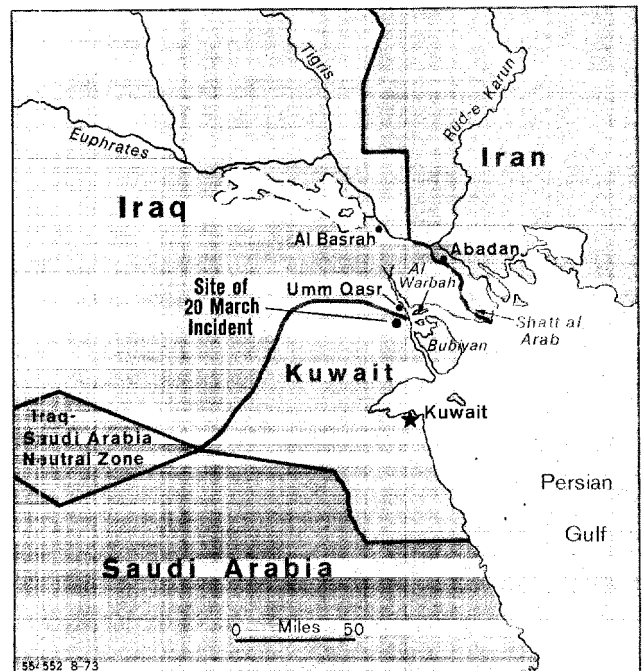 Tigris
Rud-e Karun
Euphrates
Iran
Iraq
Al Basrah
Abadan
Site of
20 March
Incident
Umm Qasr
Al
Warbah
Shatt al
Arab
Bubiyan
Kuwait
Kuwait
Iraq-
Saudi Arabia
Neutral Zone
Persian
Gulf
Saudi Arabia
0 Miles 50
554552 8-73